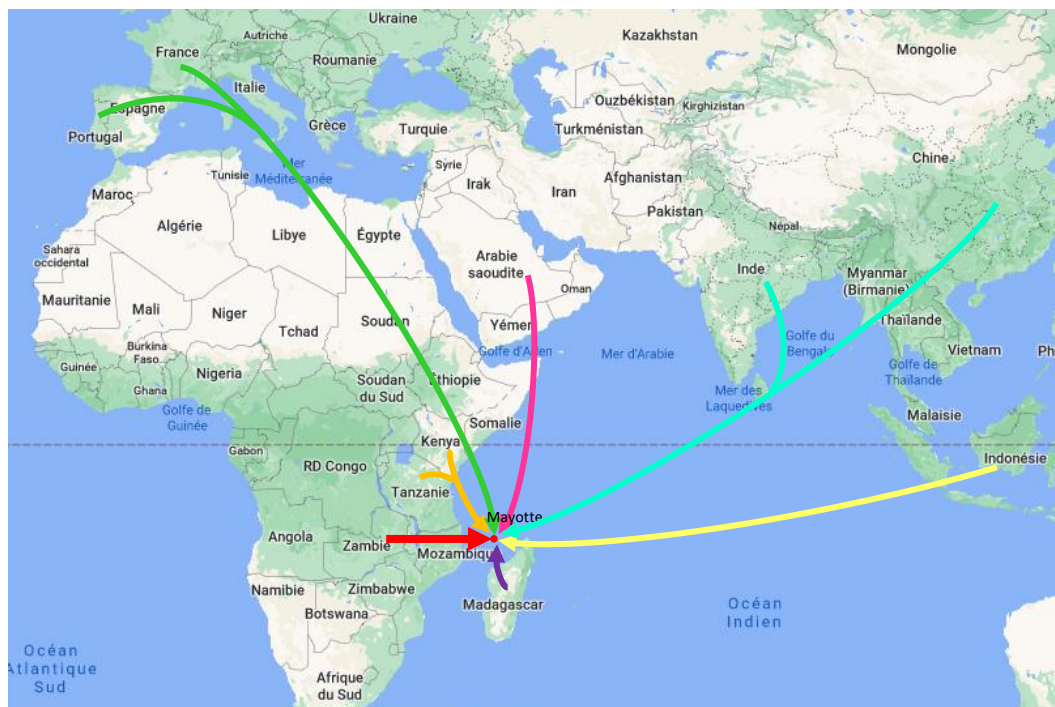 Ukraine
Autriche
France
Roumanie
Kazakhstan
Mongolie
Italie
Ouzbékistan
Kirghizistan
Espagne
Portugal
Grèce
Turquie
Turkménistan
Chine
Mer
Méditerranée
Tunisie
Syrie
Irak
Iran
Afghanistan
Maroc
Pakistan
Népal
Algérie
Libye
Égypte
Sahara
occidental
Arabie
saoudite
Inde
Myanmar
(Birmanie)
Oman
Mauritanie
Mali
Niger
Tchad
Soudan
Yémen
Thaïlande
Burkina
Faso
Golfe d'Aden
Mer d'Arabie
Golfe du
Bengale
Vietnam
Ph
Guinée
Nigeria
Ghana
Soudan
du Sud
Éthiopie
Golfe de
Thaïlande
Golfe de
Guinée
Mer des
Laquedives
Somalie
Malaisie
Kenya
Gabon
RD Congo
Indonésie
Tanzanie
Mayotte
Angola
Zambie
Mozambiqu
Namibie
Zimbabwe
Madagascar
Botswana
Océan
Indien
Océan
Atlantique
Sud
Afrique
du Sud